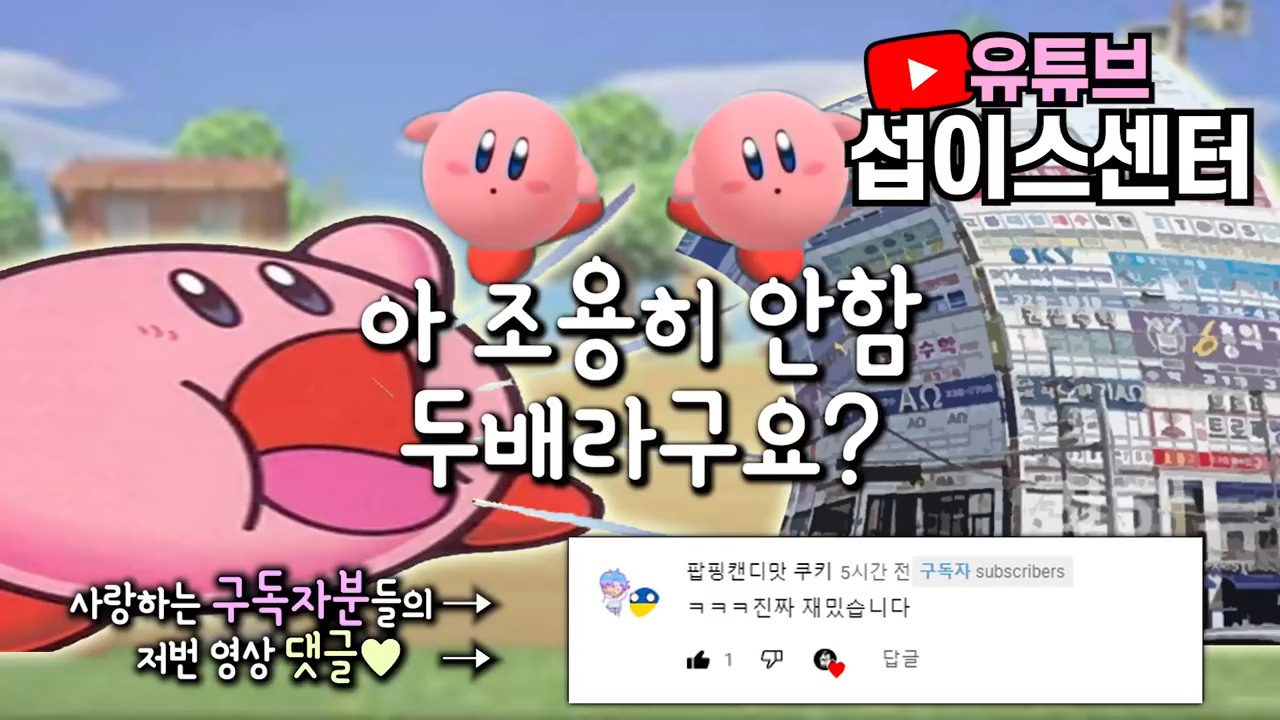 유튜브
섭이스센터
SKY
ETOOS
AΩ
아 조용히 안함
두배라구요?
사랑하는 구독자분들의 →
저번 영상 댓글♥ →
팝핑캔디맛 쿠키 5시간 전 구독자 subscribers
ㅋㅋㅋ진짜 재밌습니다
1 답글